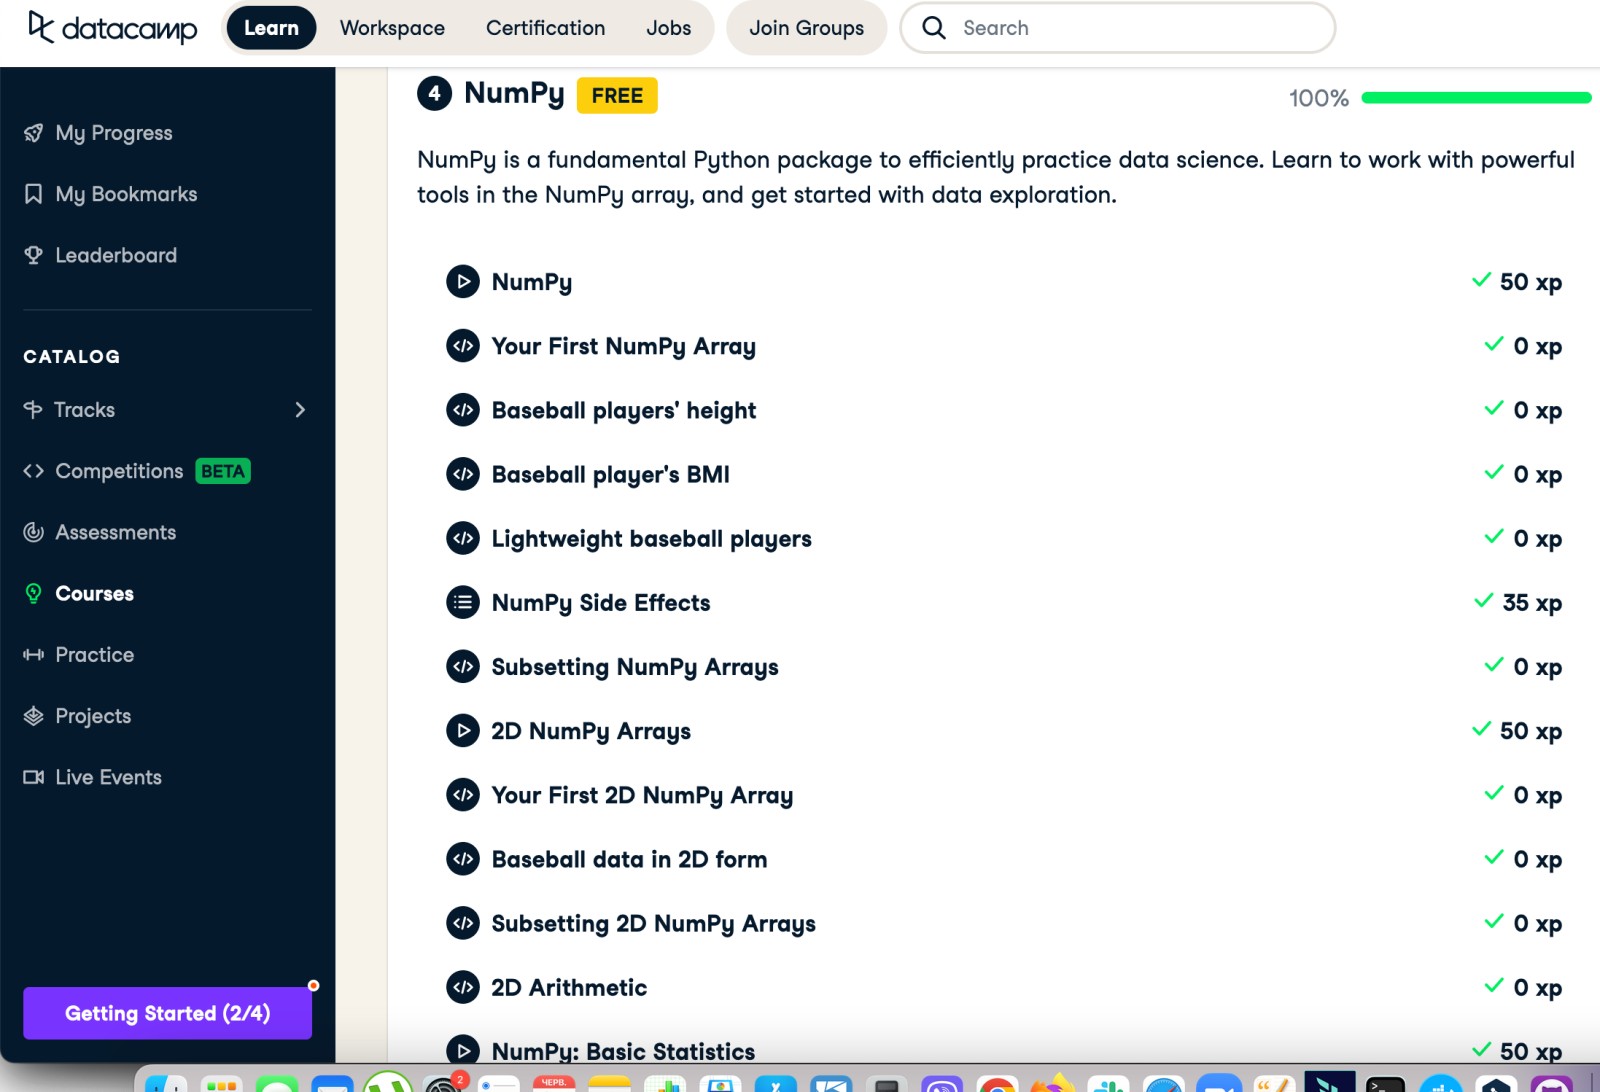 datacamp
Learn Workspace Certification Jobs Join Groups Search
My Progress
My Bookmarks
Leaderboard
CATALOG
Tracks
Competitions BETA
Assessments
Courses
Practice
Projects
Live Events
Getting Started (2/4)
4 NumPy FREE 100%
NumPy is a fundamental Python package to efficiently practice data science. Learn to work with powerful
tools in the NumPy array, and get started with data exploration.
NumPy 50 xp
Your First NumPy Array 0 xp
Baseball players' height 0 xp
Baseball player's BMI 0 xp
Lightweight baseball players 0 xp
NumPy Side Effects 35 xp
Subsetting NumPy Arrays 0 xp
2D NumPy Arrays 50 xp
Your First 2D NumPy Array 0 xp
Baseball data in 2D form 0 xp
Subsetting 2D NumPy Arrays 0 xp
2D Arithmetic 0 xp
NumPy: Basic Statistics 50 xp
2
ЧЕРВ.